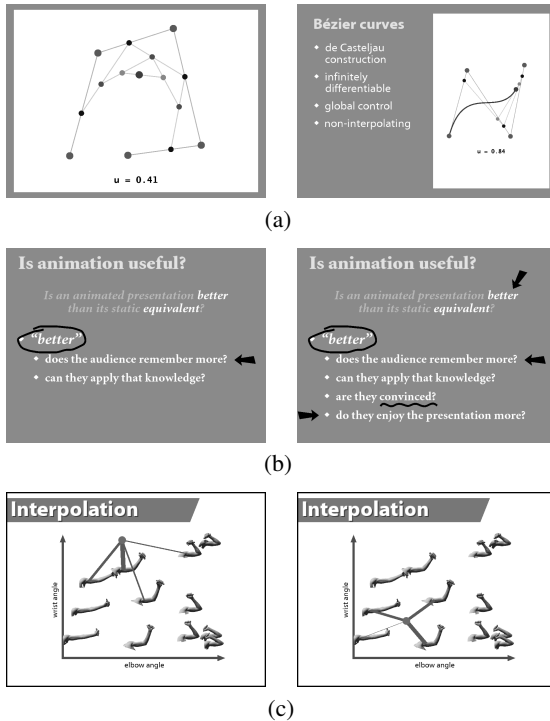 u = 0.41
Bézier curves
de Casteljau
construction
infinitely
differentiable
global control
non-interpolating
u = 0.84
(a)
Is animation useful?
Is an animated presentation better
than its static equivalent?
“better”
does the audience remember more?
can they apply that knowledge?
Is animation useful?
Is an animated presentation better
than its static equivalent?
“better”
does the audience remember more?
can they apply that knowledge?
are they convinced?
do they enjoy the presentation more?
(b)
Interpolation
wrist angle
elbow angle
Interpolation
wrist angle
elbow angle
(c)